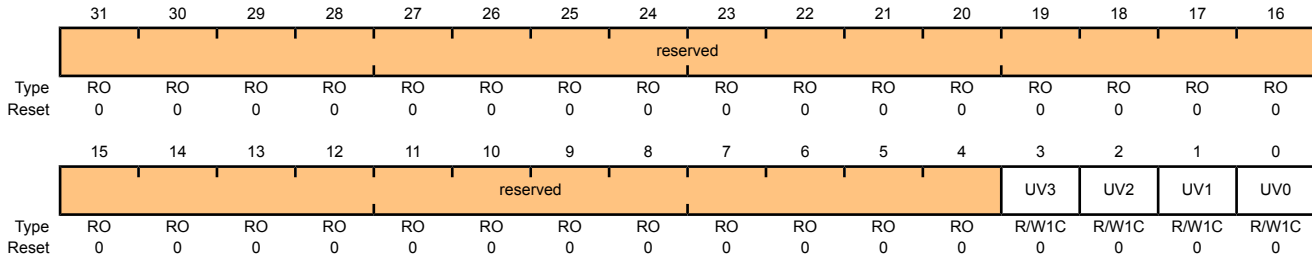 31 30 29 28 27 26 25 24 23 22 21 20 19 18 17 16
reserved
Type RO RO RO RO RO RO RO RO RO RO RO RO RO RO RO RO
Reset 0 0 0 0 0 0 0 0 0 0 0 0 0 0 0 0
15 14 13 12 11 10 9 8 7 6 5 4 3 2 1 0
reserved UV3 UV2 UV1 UV0
Type RO RO RO RO RO RO RO RO RO RO RO RO R/W1C R/W1C R/W1C R/W1C
Reset 0 0 0 0 0 0 0 0 0 0 0 0 0 0 0 0